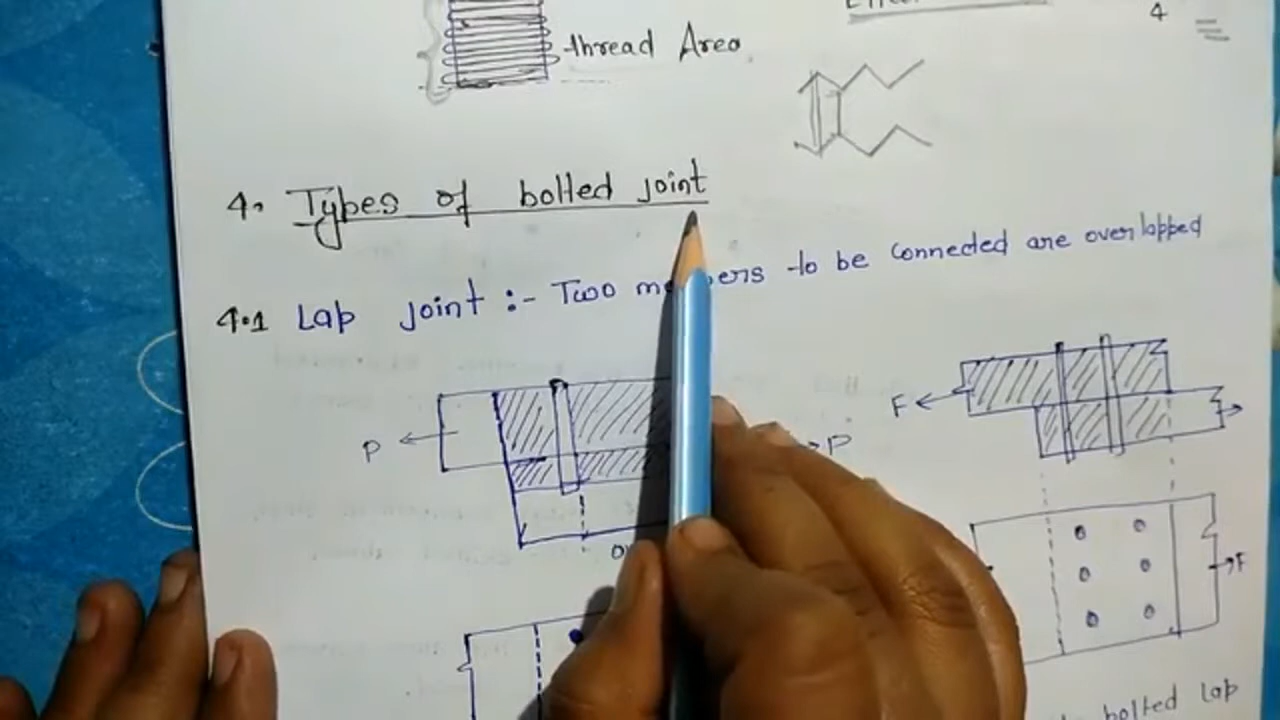 4
thread Area
4. Types of bolted joint
4.1 Lap joint :- Two members to be connected are overlapped
F
P
P
F
bolted lap